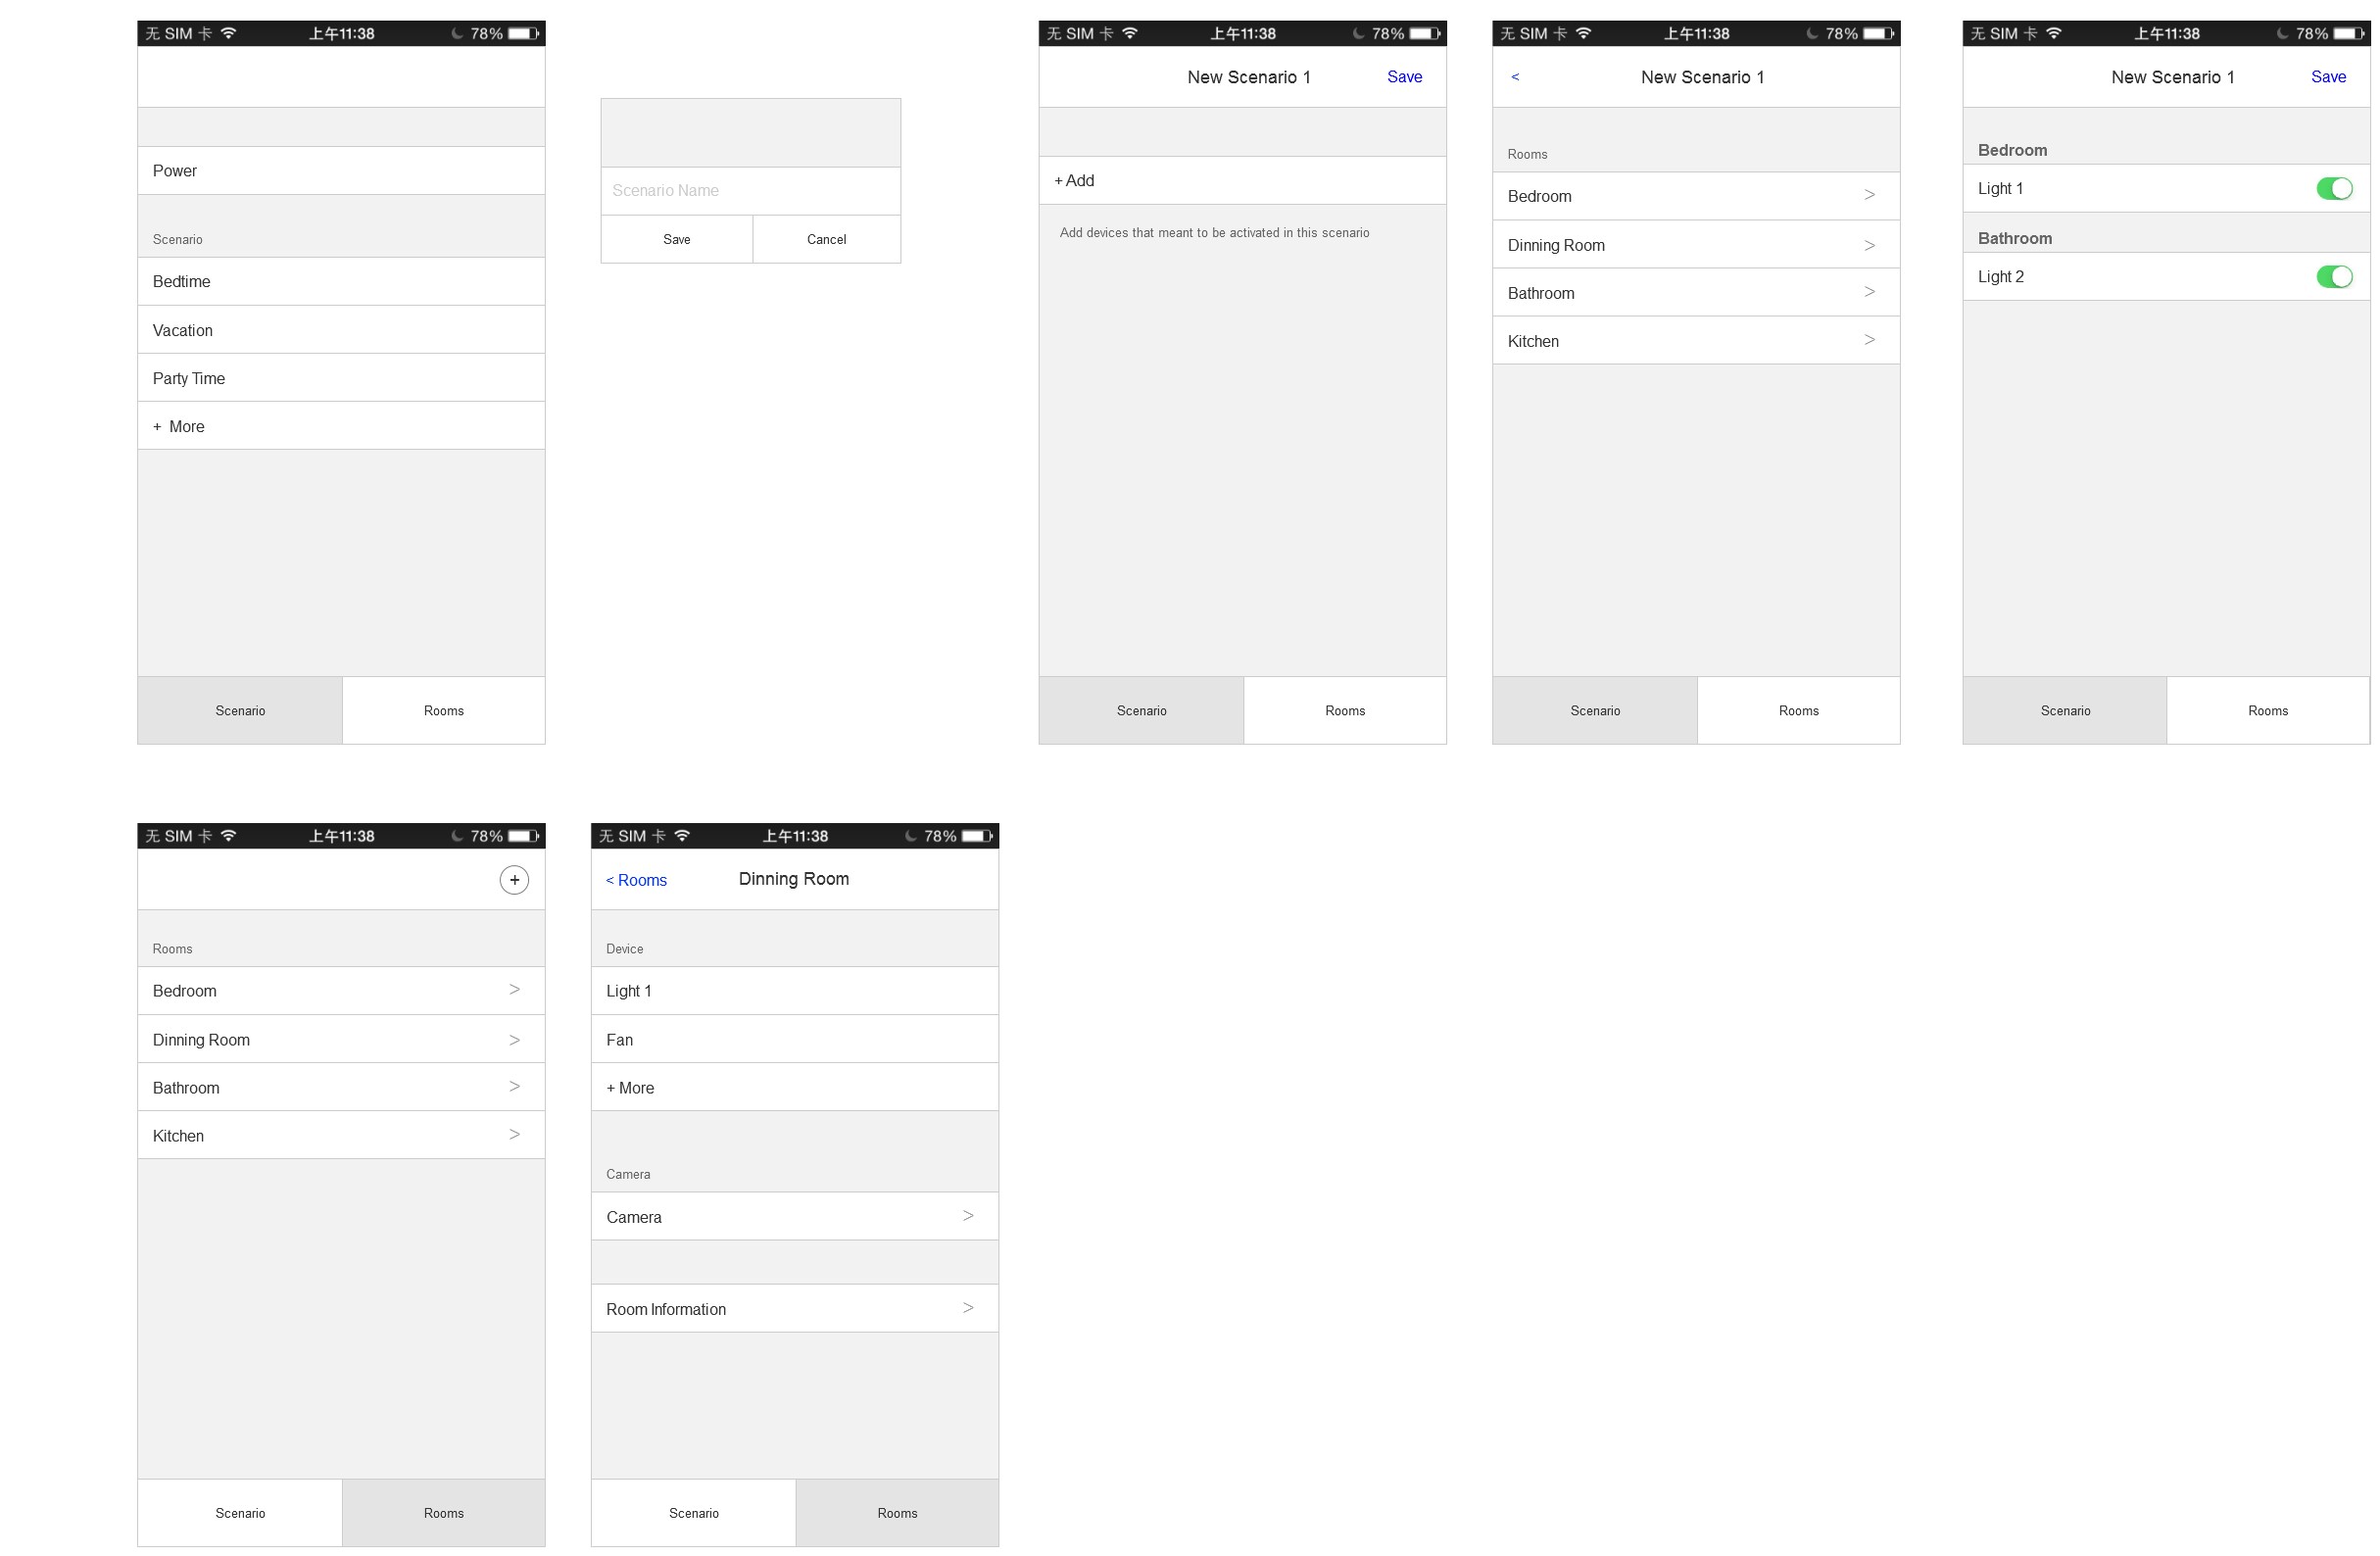 无 SIM 卡 上午11:38 78%
Power
Scenario
Bedtime
Vacation
Party Time
+ More
Scenario Rooms
Scenario Name
Save Cancel
无 SIM 卡 上午11:38 78%
New Scenario 1 Save
+ Add
Add devices that meant to be activated in this scenario
Scenario Rooms
无 SIM 卡 上午11:38 78%
< New Scenario 1
Rooms
Bedroom >
Dinning Room >
Bathroom >
Kitchen >
Scenario Rooms
无 SIM 卡 上午11:38 78%
New Scenario 1 Save
Bedroom
Light 1
Bathroom
Light 2
Scenario Rooms
无 SIM 卡 上午11:38 78%
+
Rooms
Bedroom >
Dinning Room >
Bathroom >
Kitchen >
Scenario Rooms
无 SIM 卡 上午11:38 78%
< Rooms Dinning Room
Device
Light 1
Fan
+ More
Camera
Camera >
Room Information >
Scenario Rooms